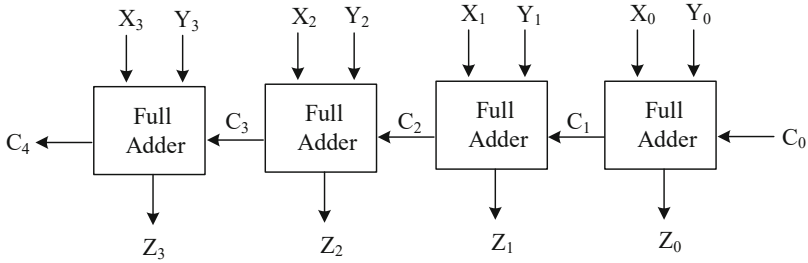 X₃ Y₃ X₂ Y₂ X₁ Y₁ X₀ Y₀
Full Adder Full Adder Full Adder Full Adder
C₄ C₃ C₂ C₁ C₀
Z₃ Z₂ Z₁ Z₀